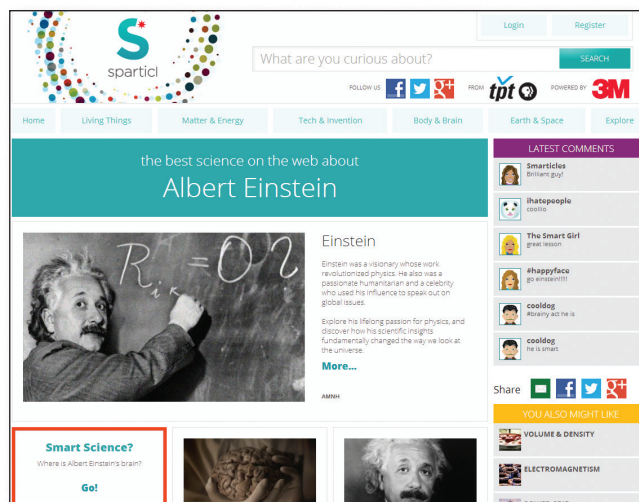 Login Register
sparticl
What are you curious about? SEARCH
FOLLOW US FROM tpt POWERED BY 3M
Home Living Things Matter & Energy Tech & Invention Body & Brain Earth & Space Explore
the best science on the web about
Albert Einstein
Einstein
Einstein was a visionary whose work
revolutionized physics. He also was a
passionate humanitarian and a celebrity
who used his influence to speak out on
global issues.
Explore his lifelong passion for physics, and
discover how his scientific insights
fundamentally changed the way we look at
the universe.
More...
AMNH
LATEST COMMENTS
Smarticles
Brilliant guy!
ihatepeople
coollio
The Smart Girl
great lesson
#happyface
go einstein!!!!!
cooldog
#brainy act he is
cooldog
he is smart
Share
YOU ALSO MIGHT LIKE
VOLUME & DENSITY
ELECTROMAGNETISM
Smart Science?
Where is Albert Einstein's brain?
Go!